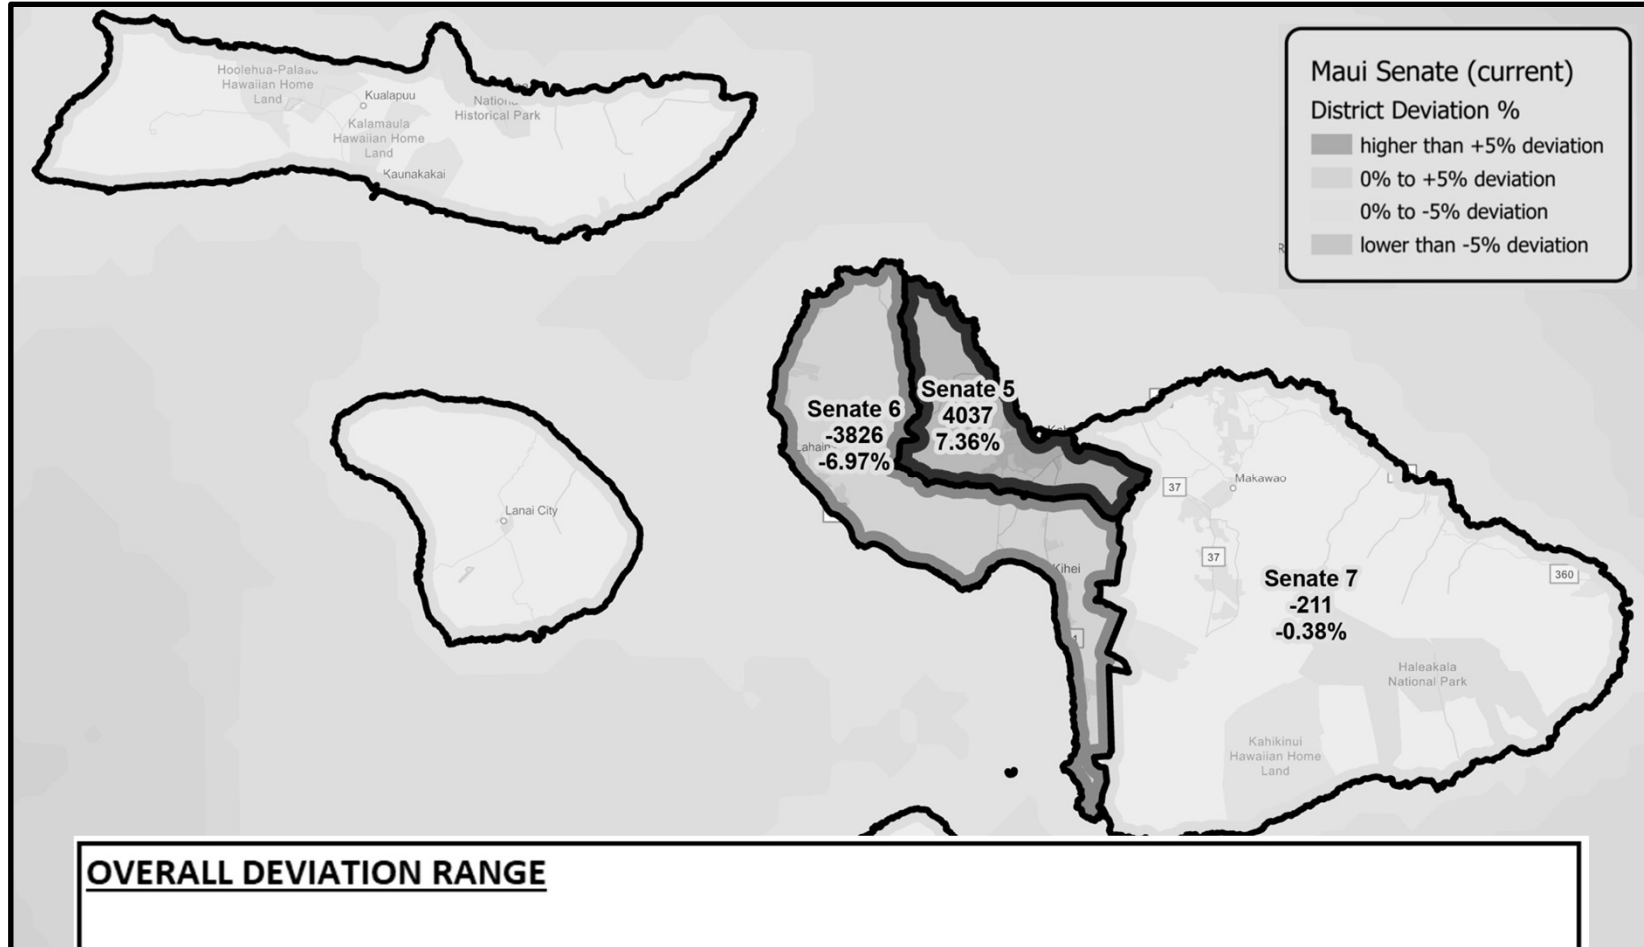 Maui Senate (current)
District Deviation %
higher than +5% deviation
0% to +5% deviation
0% to -5% deviation
lower than -5% deviation
Hoolehua-Palaau
Hawaiian Home
Land
Kualapuu
Kalamaula
Hawaiian Home
Land
Kaunakakai
Historical Park
Senate 5
4037
7.36%
Senate 6
-3826
-6.97%
Lanai City
Kihei
37
Makawao
37
360
Senate 7
-211
-0.38%
Haleakala
National Park
Kahikinui
Hawaiian Home
Land
OVERALL DEVIATION RANGE